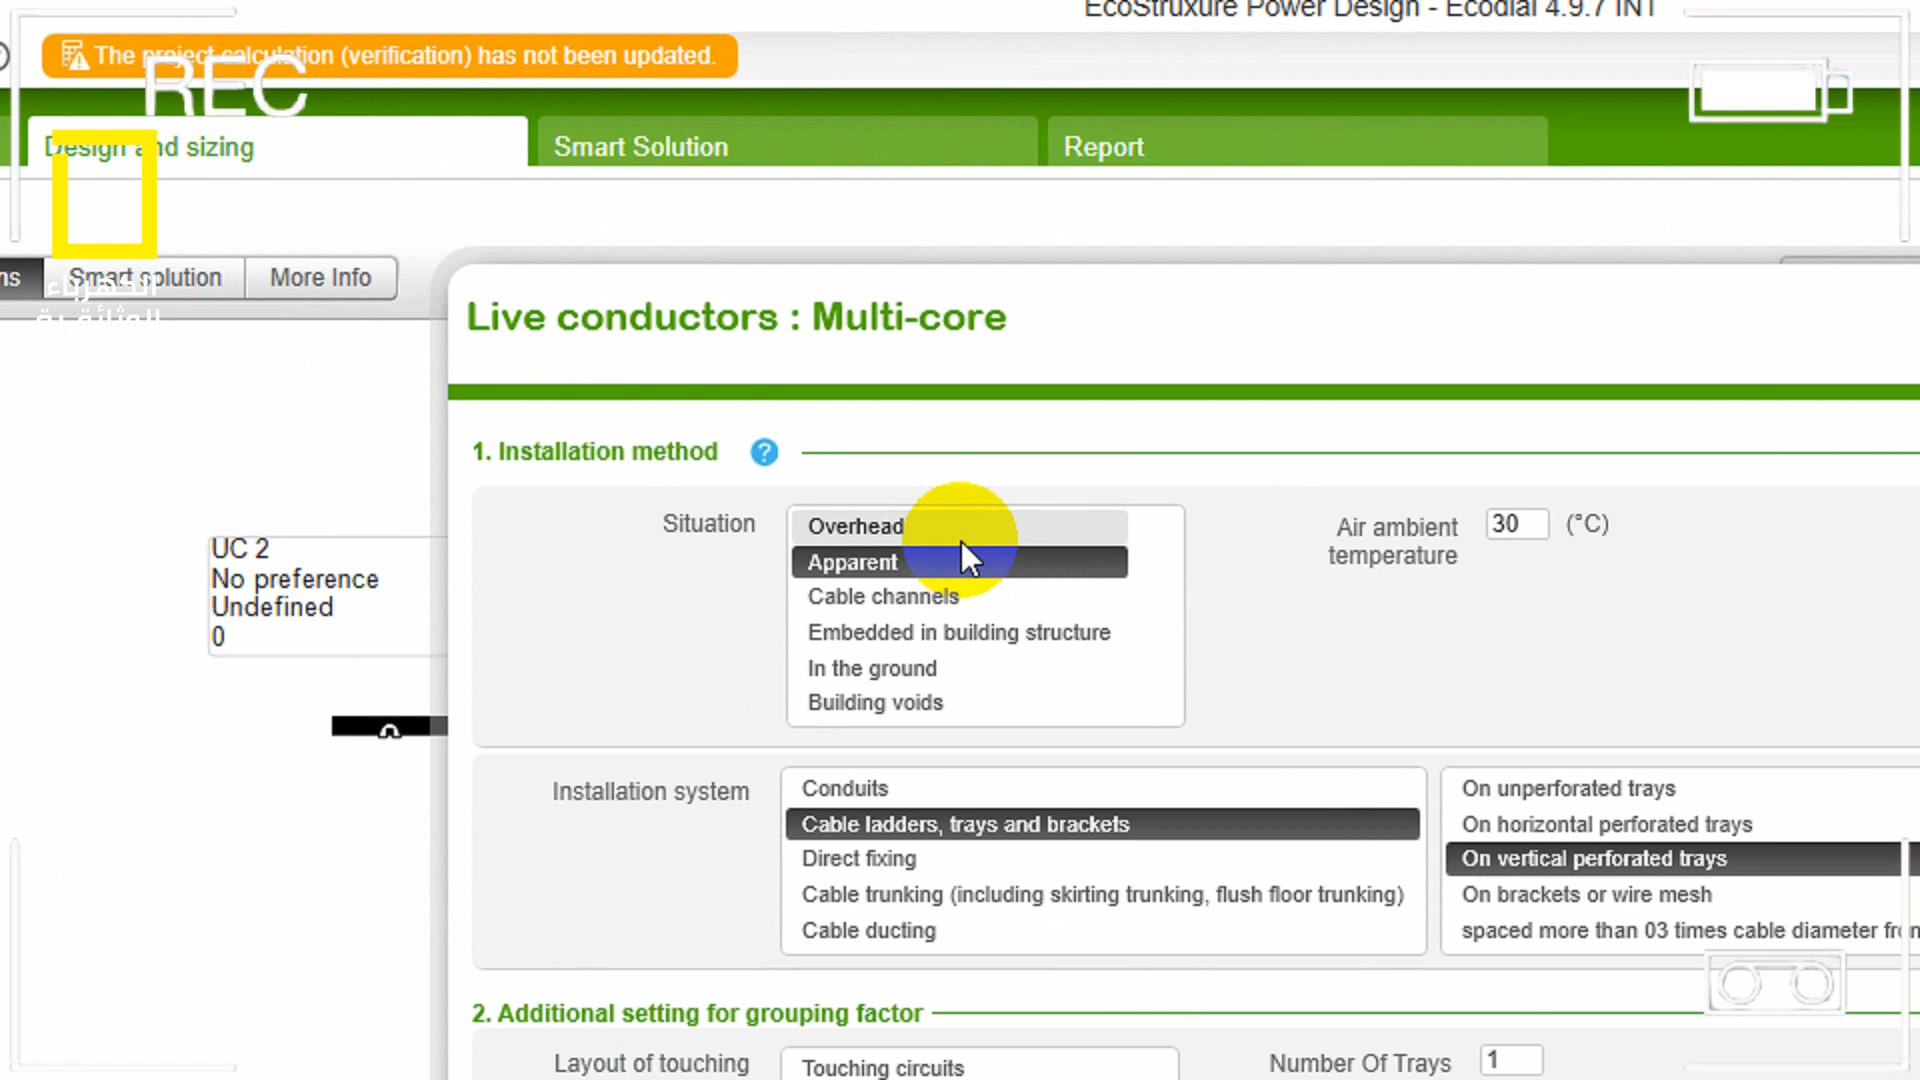 EcoStruxure Power Design - Ecodial 4.9.7 INT
The project calculation (verification) has not been updated.
REC
Design and sizing
Smart Solution
Report
ns
Smart solution
More Info
الكهرباء
Live conductors : Multi-core
1. Installation method
?
Situation
Overhead
Apparent
Cable channels
Embedded in building structure
In the ground
Building voids
Air ambient temperature
30
(°C)
UC 2
No preference
Undefined
0
Installation system
Conduits
Cable ladders, trays and brackets
Direct fixing
Cable trunking (including skirting trunking, flush floor trunking)
Cable ducting
On unperforated trays
On horizontal perforated trays
On vertical perforated trays
On brackets or wire mesh
spaced more than 03 times cable diameter from
2. Additional setting for grouping factor
Layout of touching
Touching circuits
Number Of Trays
1